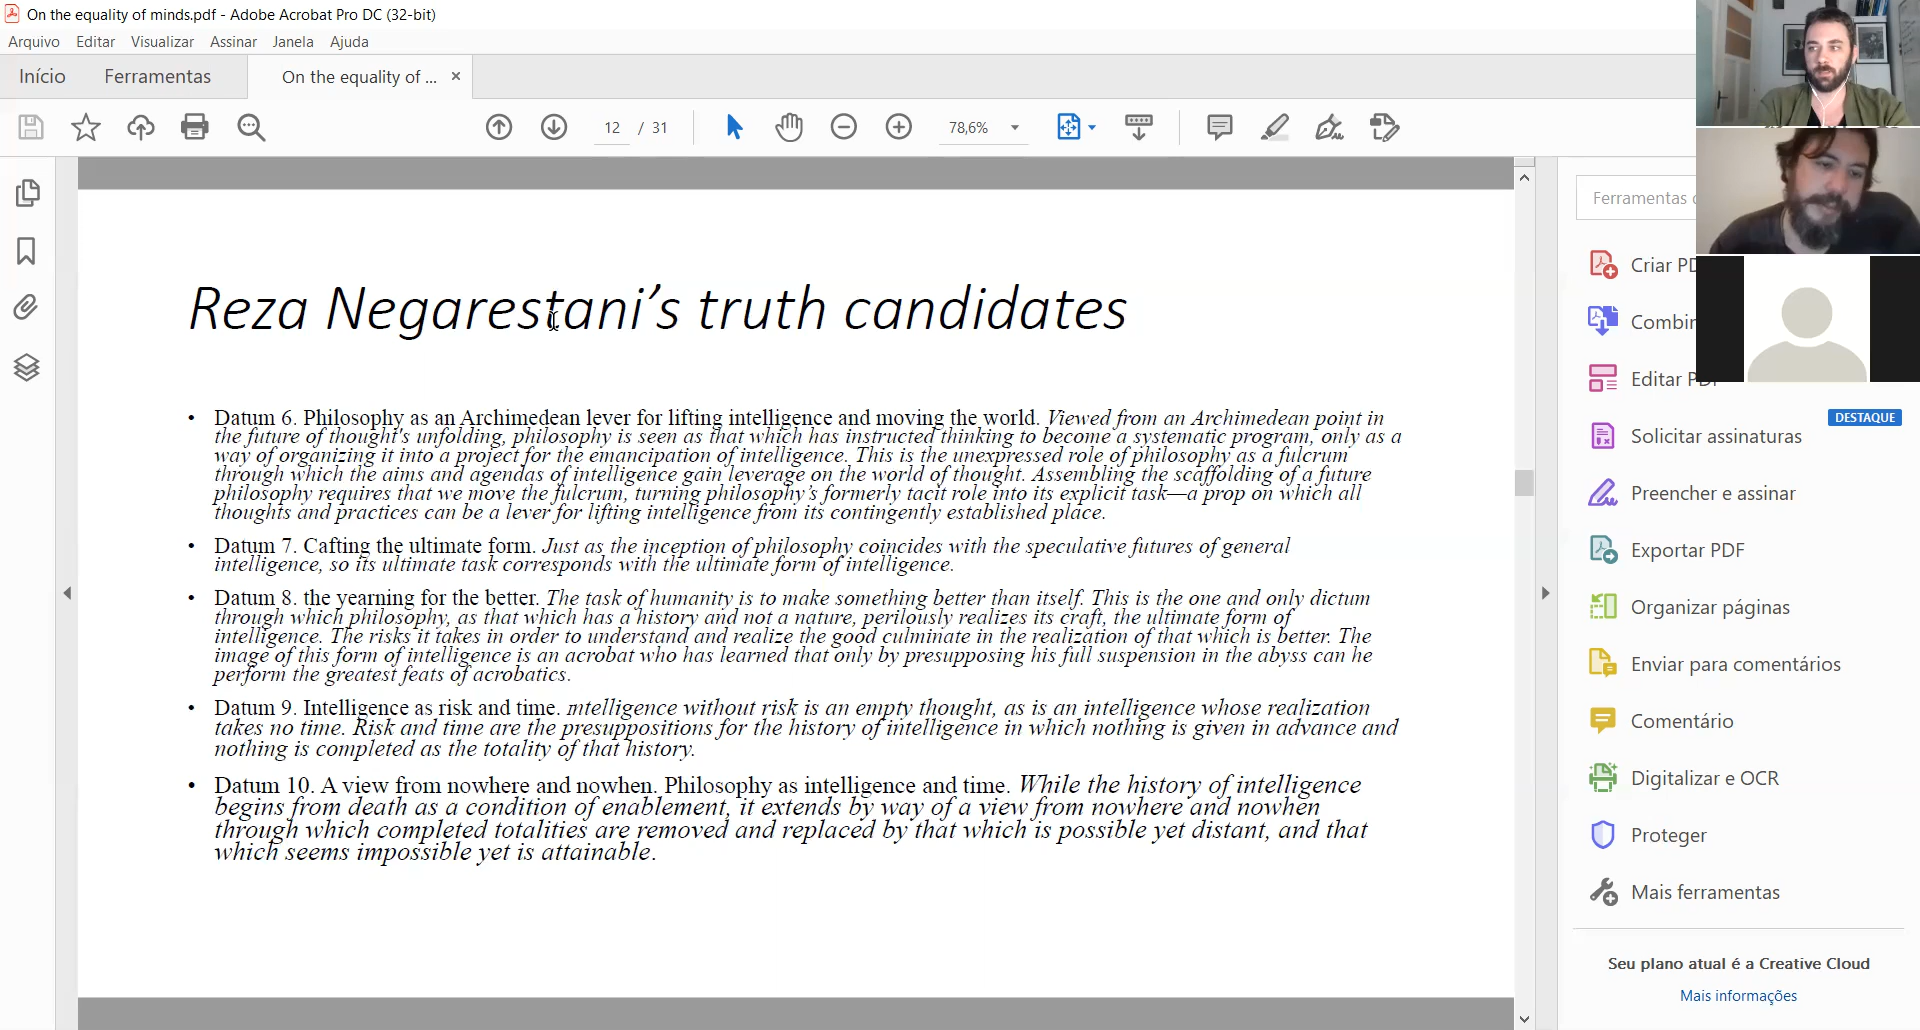 On the equality of minds.pdf - Adobe Acrobat Pro DC (32-bit)
Arquivo Editar Visualizar Assinar Janela Ajuda
Início Ferramentas On the equality of ... ×
12 / 31 78,6%
Reza Negarestani's truth candidates
• Datum 6. Philosophy as an Archimedean lever for lifting intelligence and moving the world. Viewed from an Archimedean point in
the future of thought's unfolding, philosophy is seen as that which has instructed thinking to become a systematic program, only as a
way of organizing it into a project for the emancipation of intelligence. This is the unexpressed role of philosophy as a fulcrum
through which the aims and agendas of intelligence gain leverage on the world of thought. Assembling the scaffolding of a future
philosophy requires that we move the fulcrum, turning philosophy's formerly tacit role into its explicit task—a prop on which all
thoughts and practices can be a lever for lifting intelligence from its contingently established place.
• Datum 7. Cafting the ultimate form. Just as the inception of philosophy coincides with the speculative futures of general
intelligence, so its ultimate task corresponds with the ultimate form of intelligence.
• Datum 8. the yearning for the better. The task of humanity is to make something better than itself. This is the one and only dictum
through which philosophy, as that which has a history and not a nature, perilously realizes its craft, the ultimate form of
intelligence. The risks it takes in order to understand and realize the good culminate in the realization of that which is better. The
image of this form of intelligence is an acrobat who has learned that only by presupposing his full suspension in the abyss can he
perform the greatest feats of acrobatics.
• Datum 9. Intelligence as risk and time. ıntelligence without risk is an empty thought, as is an intelligence whose realization
takes no time. Risk and time are the presuppositions for the history of intelligence in which nothing is given in advance and
nothing is completed as the totality of that history.
• Datum 10. A view from nowhere and nowhen. Philosophy as intelligence and time. While the history of intelligence
begins from death as a condition of enablement, it extends by way of a view from nowhere and nowhen
through which completed totalities are removed and replaced by that which is possible yet distant, and that
which seems impossible yet is attainable.
Ferramentas
Criar PD
Combin
Editar PDF
DESTAQUE
Solicitar assinaturas
Preencher e assinar
Exportar PDF
Organizar páginas
Enviar para comentários
Comentário
Digitalizar e OCR
Proteger
Mais ferramentas
Seu plano atual é a Creative Cloud
Mais informações